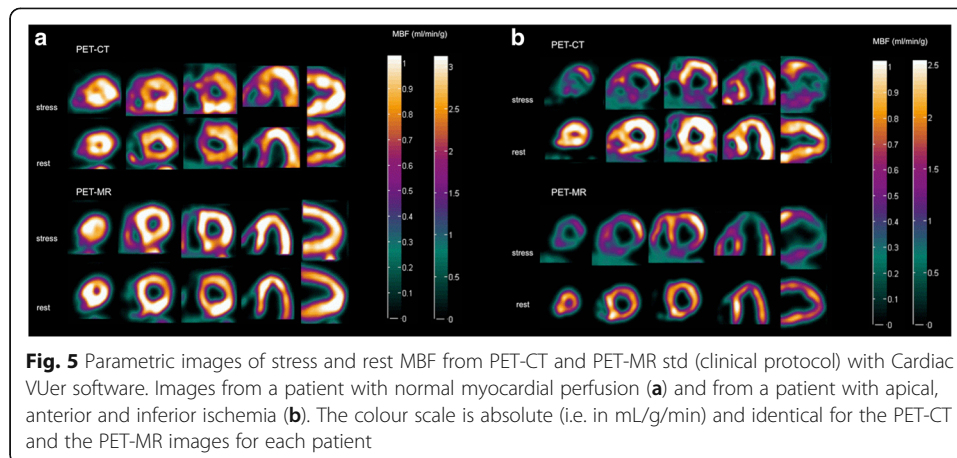 a
PET-CT
stress
rest
PET-MR
stress
rest
MBF (ml/min/g)
1
0.9
0.8
0.7
0.6
0.5
0.4
0.3
0.2
0.1
0
3
2.5
2
1.5
1
0.5
0
b
PET-CT
stress
rest
PET-MR
stress
rest
MBF (ml/min/g)
1
0.9
0.8
0.7
0.6
0.5
0.4
0.3
0.2
0.1
0
2.5
2
1.5
1
0.5
0
Fig. 5 Parametric images of stress and rest MBF from PET-CT and PET-MR std (clinical protocol) with Cardiac
VUer software. Images from a patient with normal myocardial perfusion (a) and from a patient with apical,
anterior and inferior ischemia (b). The colour scale is absolute (i.e. in mL/g/min) and identical for the PET-CT
and the PET-MR images for each patient